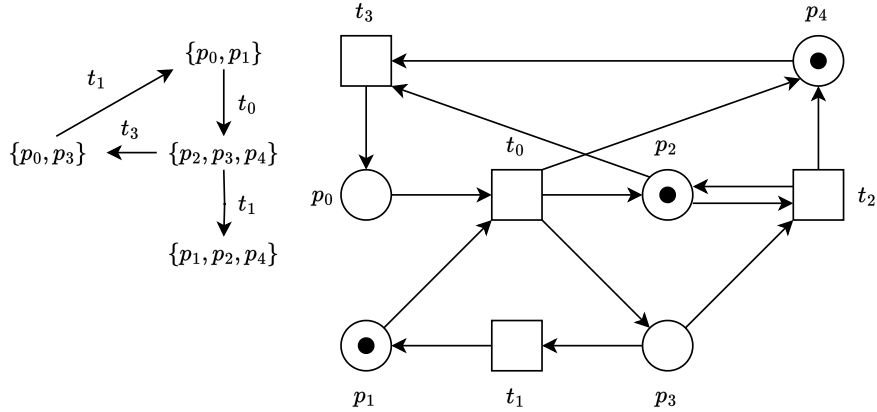 {p₀, p₁}
t₁
t₀
{p₀, p₃}
t₃
{p₂, p₃, p₄}
t₁
{p₁, p₂, p₄}
t₃
p₄
t₀
p₂
p₀
t₂
p₁
t₁
p₃